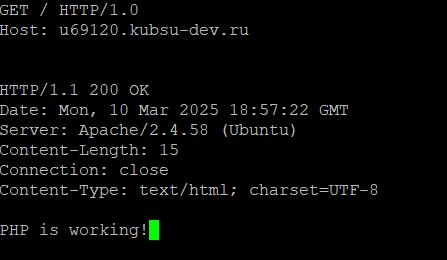 GET / HTTP/1.0
Host: u69120.kubsu-dev.ru
HTTP/1.1 200 OK
Date: Mon, 10 Mar 2025 18:57:22 GMT
Server: Apache/2.4.58 (Ubuntu)
Content-Length: 15
Connection: close
Content-Type: text/html; charset=UTF-8
PHP is working!